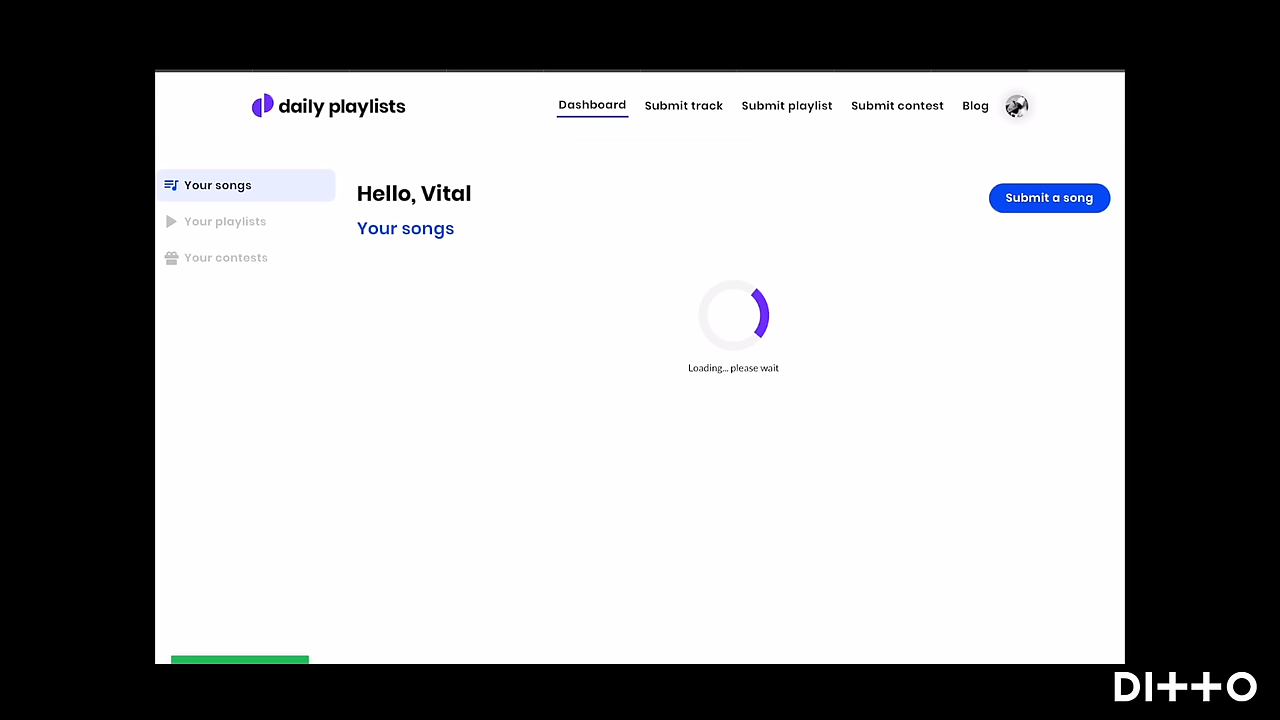 daily playlists
Dashboard Submit track Submit playlist Submit contest Blog
Your songs
Your playlists
Your contests
Hello, Vital
Your songs
Submit a song
Loading... please wait
DITTO